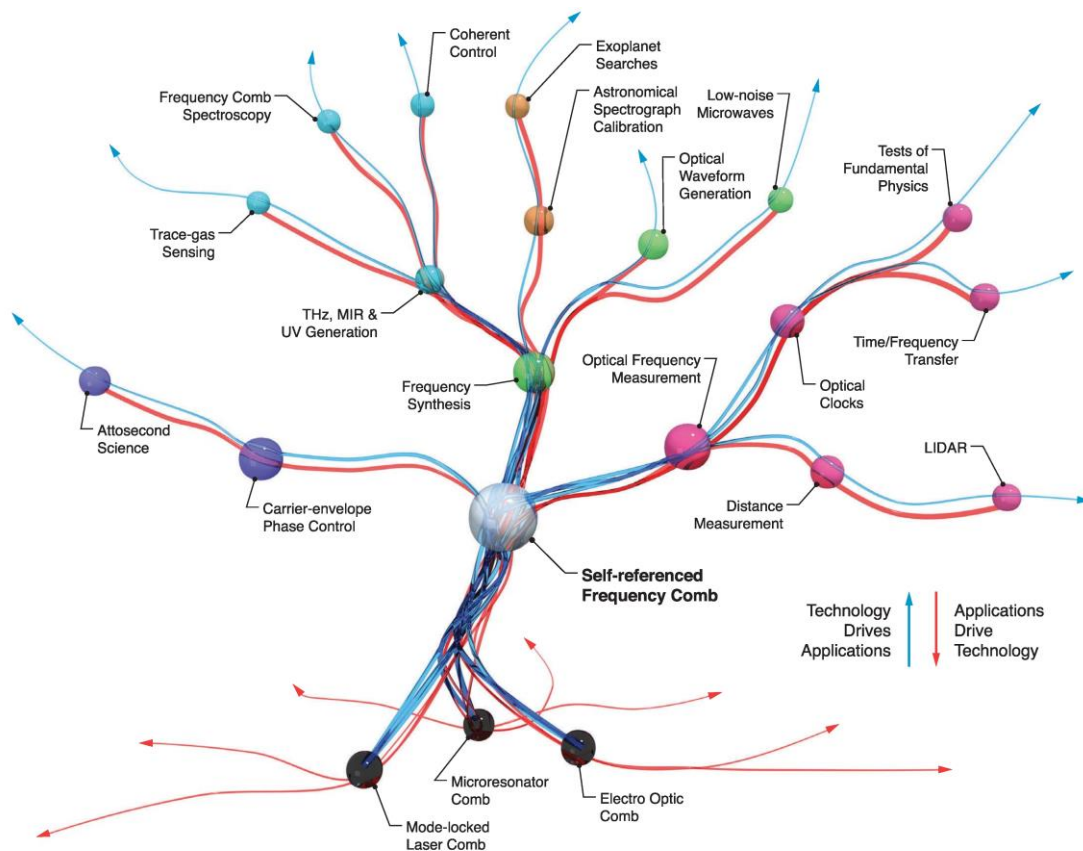 Coherent
Control
Exoplanet
Searches
Frequency Comb
Spectroscopy
Astronomical
Spectrograph
Calibration
Low-noise
Microwaves
Optical
Waveform
Generation
Tests of
Fundamental
Physics
Trace-gas
Sensing
THz, MIR &
UV Generation
Time/Frequency
Transfer
Optical Frequency
Measurement
Frequency
Synthesis
Optical
Clocks
Attosecond
Science
LIDAR
Carrier-envelope
Phase Control
Distance
Measurement
Self-referenced
Frequency Comb
Technology
Drives
Applications
Applications
Drive
Technology
Microresonator
Comb
Electro Optic
Comb
Mode-locked
Laser Comb